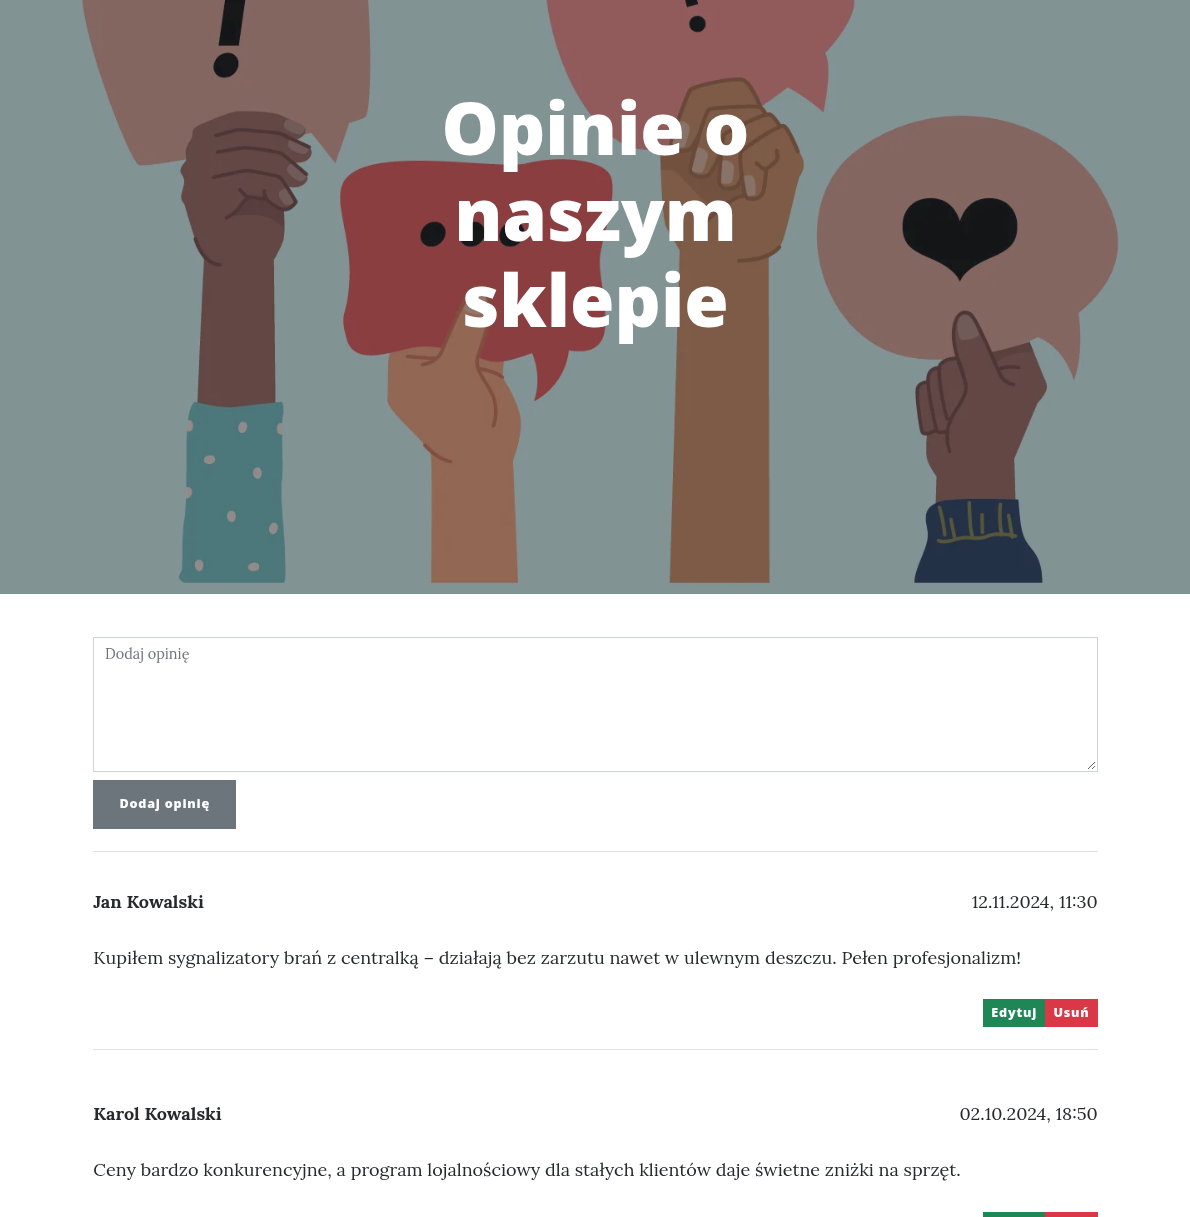 Opinie o
naszym
sklepie
Dodaj opinię
Dodaj opinię
Jan Kowalski 12.11.2024, 11:30
Kupiłem sygnalizatory brań z centralką – działają bez zarzutu nawet w ulewnym deszczu. Pełen profesjonalizm!
Edytuj Usuń
Karol Kowalski 02.10.2024, 18:50
Ceny bardzo konkurencyjne, a program lojalnościowy dla stałych klientów daje świetne zniżki na sprzęt.